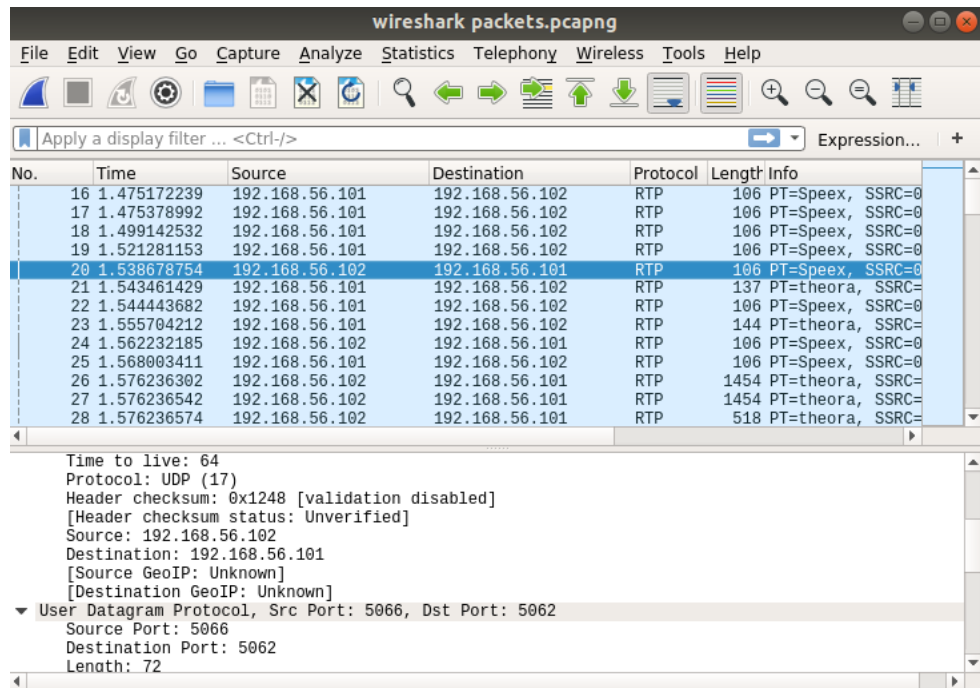 wireshark packets.pcapng
File Edit View Go Capture Analyze Statistics Telephony Wireless Tools Help
Apply a display filter ... <Ctrl-/> Expression... +
No. Time Source Destination Protocol Length Info
16 1.475172239 192.168.56.101 192.168.56.102 RTP 106 PT=Speex, SSRC=0
17 1.475378992 192.168.56.101 192.168.56.102 RTP 106 PT=Speex, SSRC=0
18 1.499142532 192.168.56.101 192.168.56.102 RTP 106 PT=Speex, SSRC=0
19 1.521281153 192.168.56.101 192.168.56.102 RTP 106 PT=Speex, SSRC=0
20 1.538678754 192.168.56.102 192.168.56.101 RTP 106 PT=Speex, SSRC=0
21 1.543461429 192.168.56.101 192.168.56.102 RTP 137 PT=theora, SSRC=
22 1.544443682 192.168.56.101 192.168.56.102 RTP 106 PT=Speex, SSRC=0
23 1.555704212 192.168.56.101 192.168.56.102 RTP 144 PT=theora, SSRC=
24 1.562232185 192.168.56.102 192.168.56.101 RTP 106 PT=Speex, SSRC=0
25 1.568003411 192.168.56.101 192.168.56.102 RTP 106 PT=Speex, SSRC=0
26 1.576236302 192.168.56.102 192.168.56.101 RTP 1454 PT=theora, SSRC=
27 1.576236542 192.168.56.102 192.168.56.101 RTP 1454 PT=theora, SSRC=
28 1.576236574 192.168.56.102 192.168.56.101 RTP 518 PT=theora, SSRC=
Time to live: 64
Protocol: UDP (17)
Header checksum: 0x1248 [validation disabled]
[Header checksum status: Unverified]
Source: 192.168.56.102
Destination: 192.168.56.101
[Source GeoIP: Unknown]
[Destination GeoIP: Unknown]
User Datagram Protocol, Src Port: 5066, Dst Port: 5062
Source Port: 5066
Destination Port: 5062
Length: 72